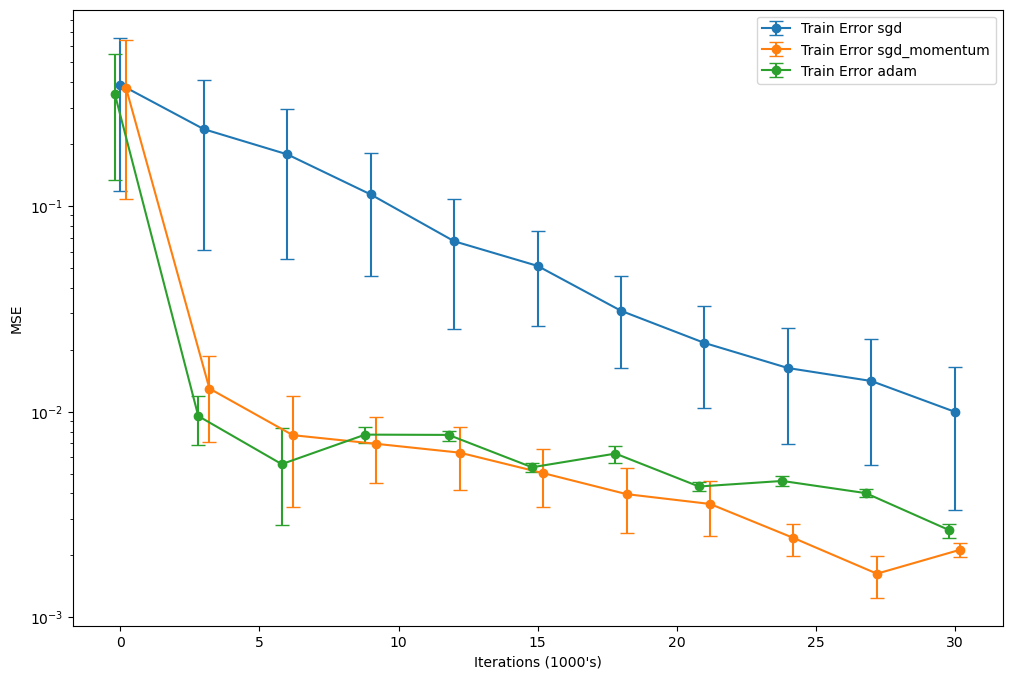 Train Error sgd
Train Error sgd_momentum
Train Error adam
10⁻¹
10⁻²
10⁻³
MSE
0 5 10 15 20 25 30
Iterations (1000's)